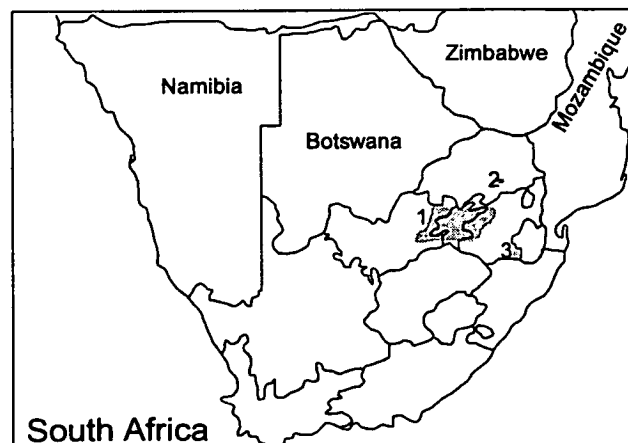 Zimbabwe
Namibia
Mozambique
Botswana
2
1
3
South Africa